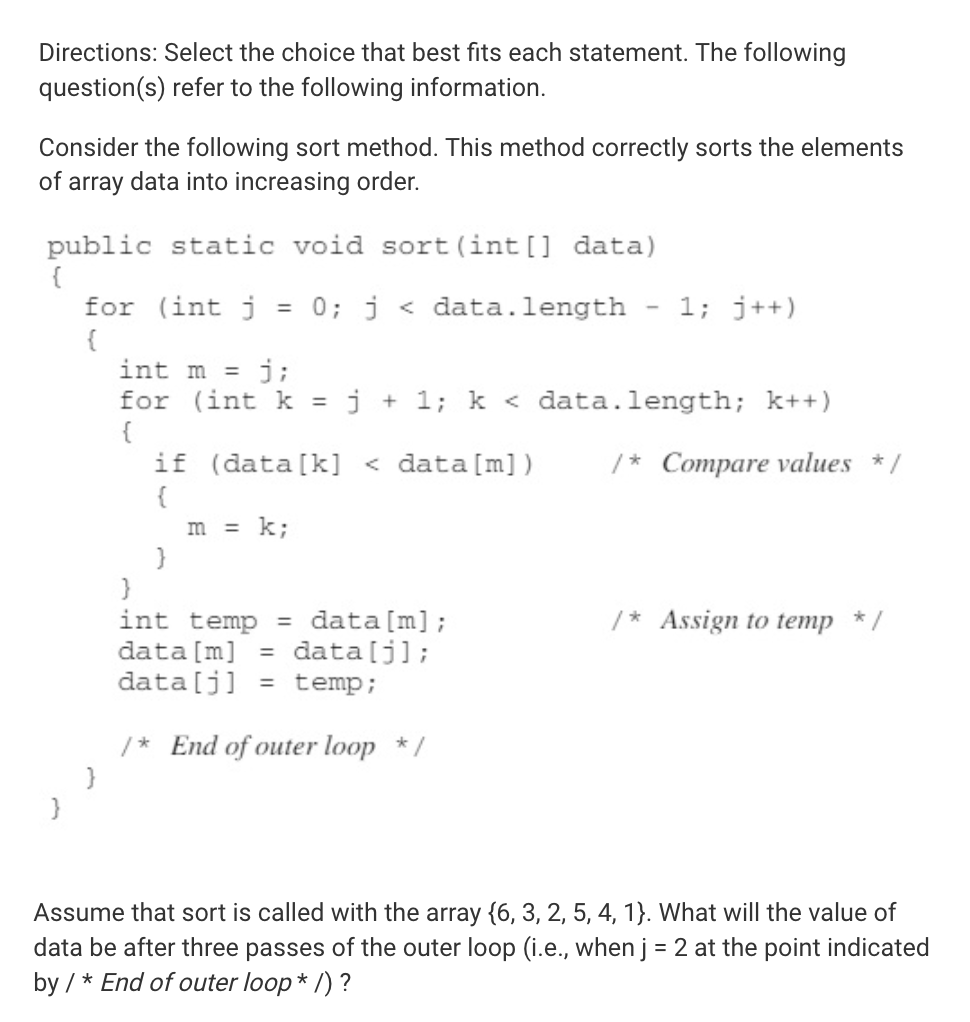 Directions: Select the choice that best fits each statement. The following
question(s) refer to the following information.
Consider the following sort method. This method correctly sorts the elements
of array data into increasing order.
public static void sort(int[] data)
{
for (int j = 0; j < data.length - 1; j++)
{
int m = j;
for (int k = j + 1; k < data.length; k++)
{
if (data[k] < data[m]) /* Compare values */
{
m = k;
}
}
int temp = data[m]; /* Assign to temp */
data[m] = data[j];
data[j] = temp;
/* End of outer loop */
}
}
Assume that sort is called with the array {6, 3, 2, 5, 4, 1}. What will the value of
data be after three passes of the outer loop (i.e., when j = 2 at the point indicated
by / * End of outer loop * /) ?